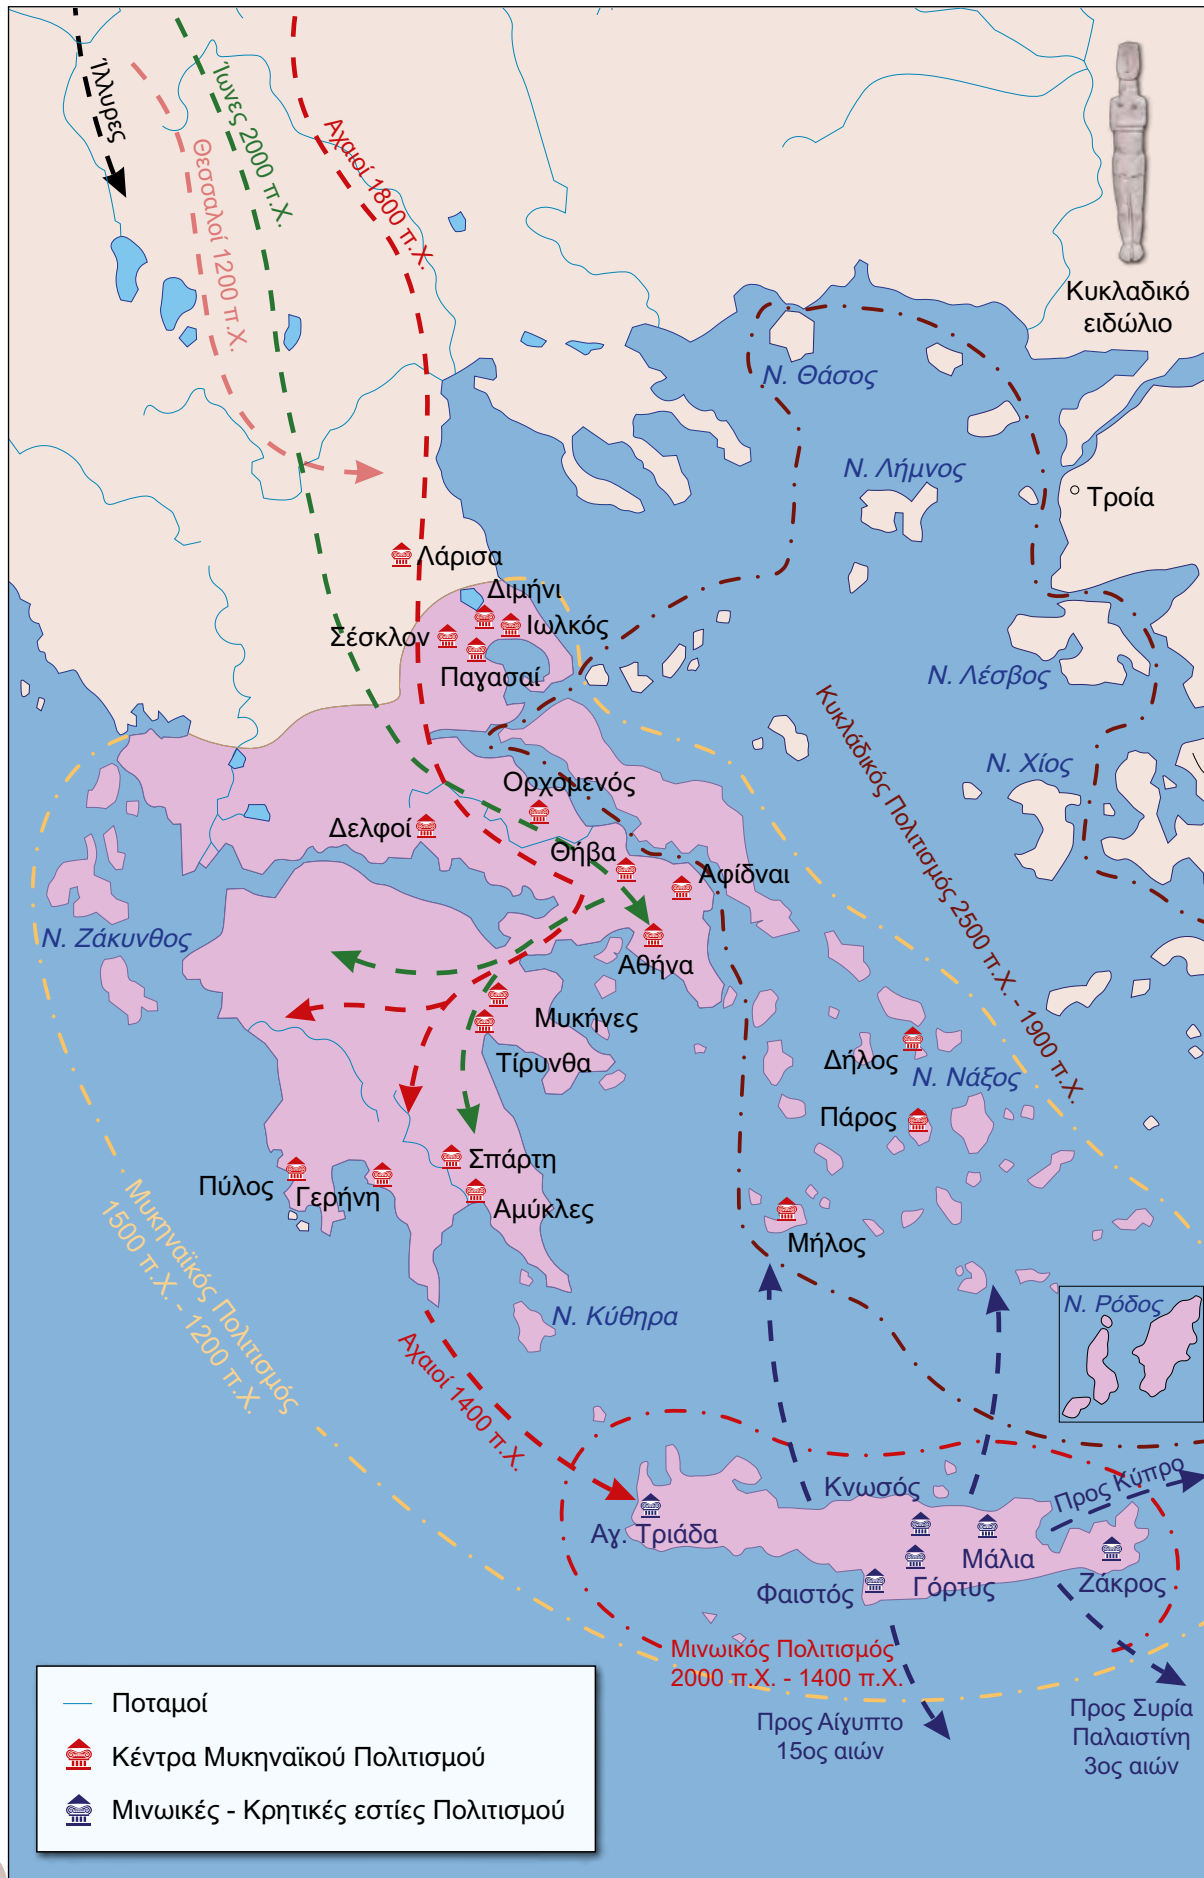 Ίλλυρες
Θεσσαλοί 1200 π.Χ.
Ίωνες 2000 π.Χ.
Αχαιοί 1800 π.Χ.
Κυκλαδικό
ειδώλιο
Ν. Θάσος
Ν. Λήμνος
Τροία
Λάρισα
Διμήνι
Σέσκλον
Ιωλκός
Παγασαί
Ν. Λέσβος
Κυκλάδικός Πολιτισμός 2500 π.Χ. - 1900 π.Χ.
Ν. Χίος
Ορχομενός
Δελφοί
Θήβα
Αφίδναι
Ν. Ζάκυνθος
Αθήνα
Μυκήνες
Τίρυνθα
Δήλος
Ν. Νάξος
Πάρος
Σπάρτη
Πύλος
Γερήνη
Αμύκλες
Μήλος
Μυκηναϊκός Πολιτισμός
1500 π.Χ. - 1200 π.Χ.
Ν. Κύθηρα
Ν. Ρόδος
Αχαιοί 1400 π.Χ.
Κνωσός
Προς Κύπρο
Αγ. Τριάδα
Μάλια
Φαιστός
Γόρτυς
Ζάκρος
Μινωικός Πολιτισμός
2000 π.Χ. - 1400 π.Χ.
Προς Αίγυπτο
15ος αιών
Προς Συρία
Παλαιστίνη
3ος αιών
Ποταμοί
Κέντρα Μυκηναϊκού Πολιτισμού
Μινωικές - Κρητικές εστίες Πολιτισμού